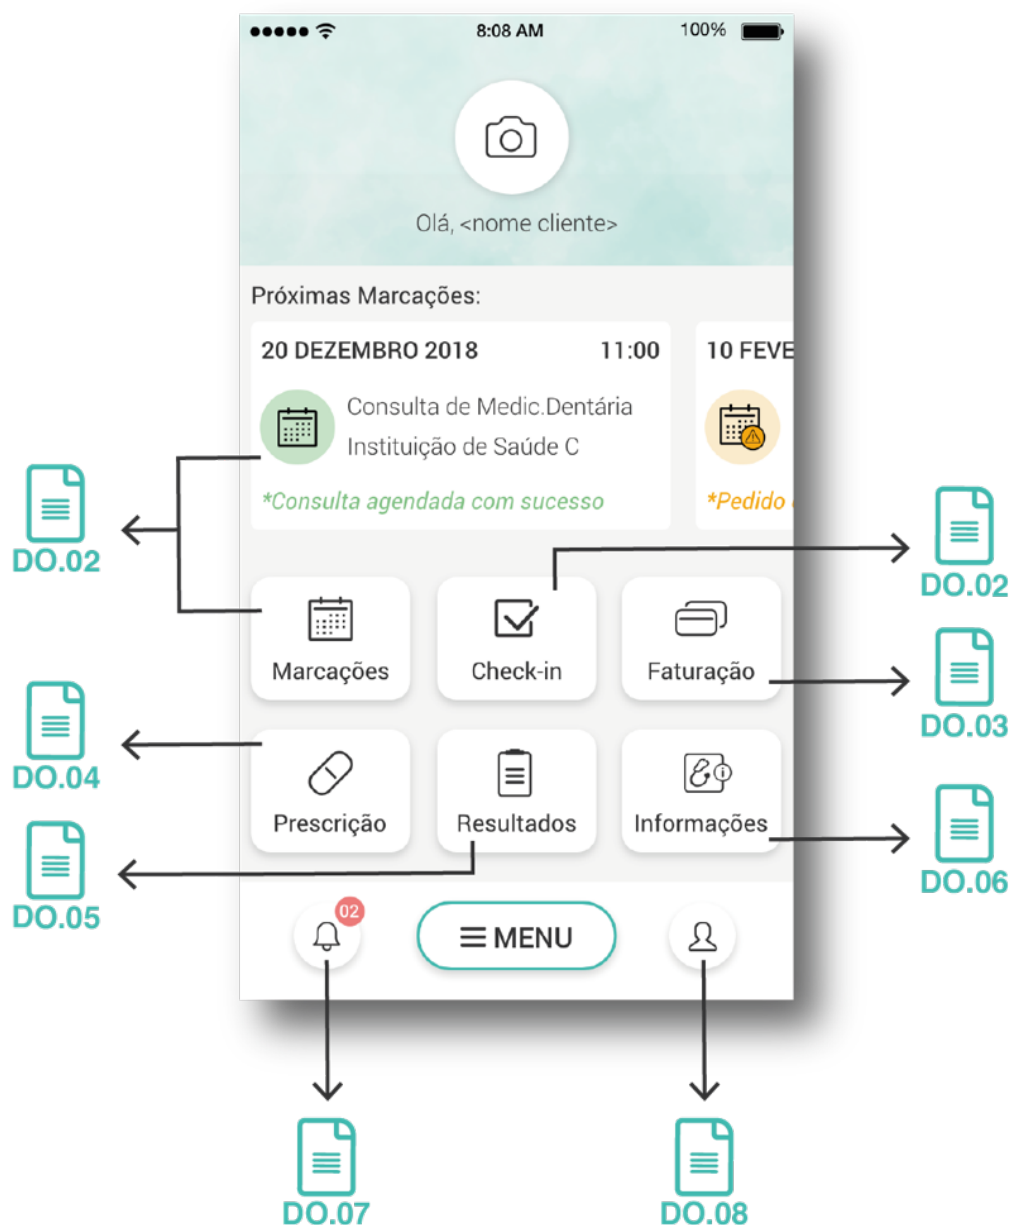 8:08 AM
100%
Olá, <nome cliente>
Próximas Marcações:
20 DEZEMBRO 2018 11:00
Consulta de Medic.Dentária
Instituição de Saúde C
*Consulta agendada com sucesso
10 FEVE
*Pedido
DO.02
DO.02
Marcações
Check-in
Faturação
DO.03
DO.04
Prescrição
Resultados
Informações
DO.05
DO.06
02
MENU
DO.07
DO.08